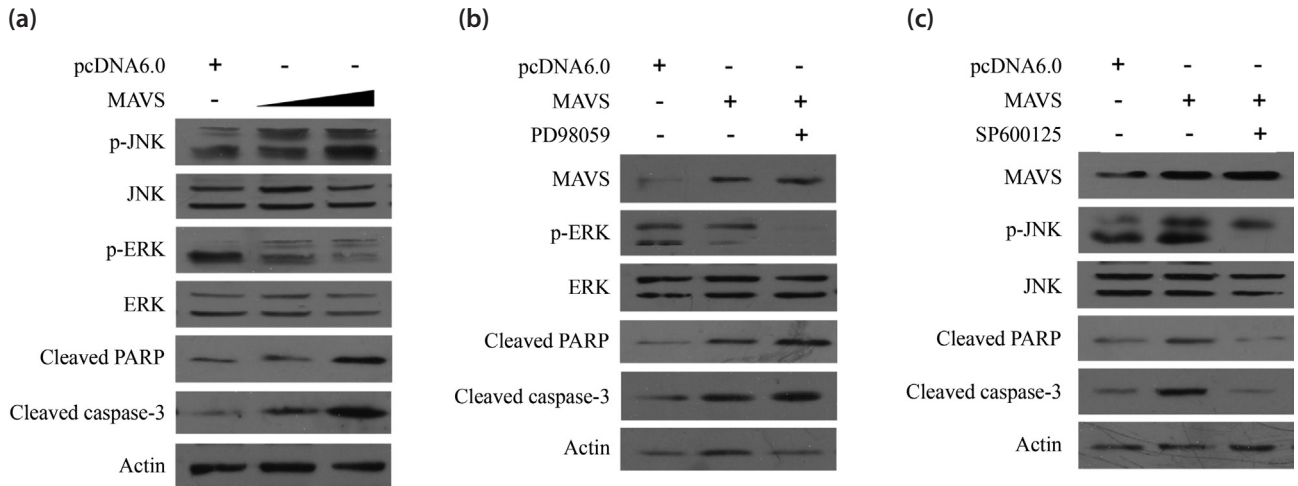 (a)
pcDNA6.0 + - -
MAVS -
p-JNK
JNK
p-ERK
ERK
Cleaved PARP
Cleaved caspase-3
Actin
(b)
pcDNA6.0 + - -
MAVS - + +
PD98059 - - +
MAVS
p-ERK
ERK
Cleaved PARP
Cleaved caspase-3
Actin
(c)
pcDNA6.0 + - -
MAVS - + +
SP600125 - - +
MAVS
p-JNK
JNK
Cleaved PARP
Cleaved caspase-3
Actin